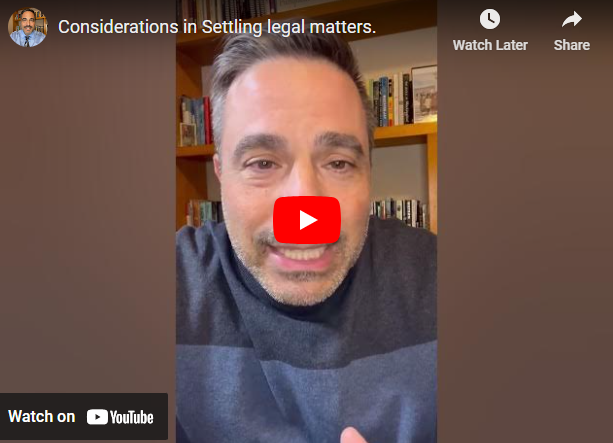 Considerations in Settling legal matters.
Watch Later
Share
Watch on YouTube